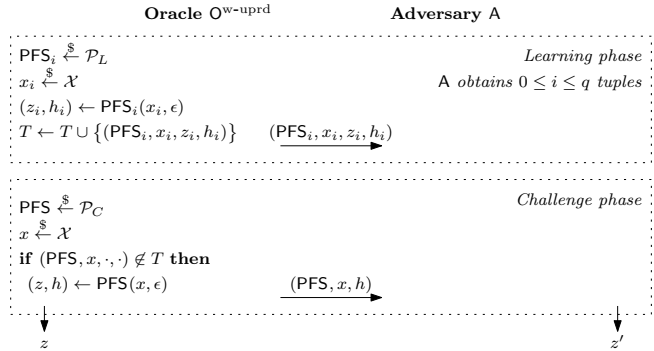 Oracle O^w-uprd Adversary A
PFS_i ←$ 𝒫_L Learning phase
x_i ←$ 𝒳 A obtains 0 ≤ i ≤ q tuples
(z_i, h_i) ← PFS_i(x_i, ϵ)
T ← T ∪ {(PFS_i, x_i, z_i, h_i)} (PFS_i, x_i, z_i, h_i)
PFS ←$ 𝒫_C Challenge phase
x ←$ 𝒳
if (PFS, x, ·, ·) ∉ T then
(z, h) ← PFS(x, ϵ) (PFS, x, h)
z z′